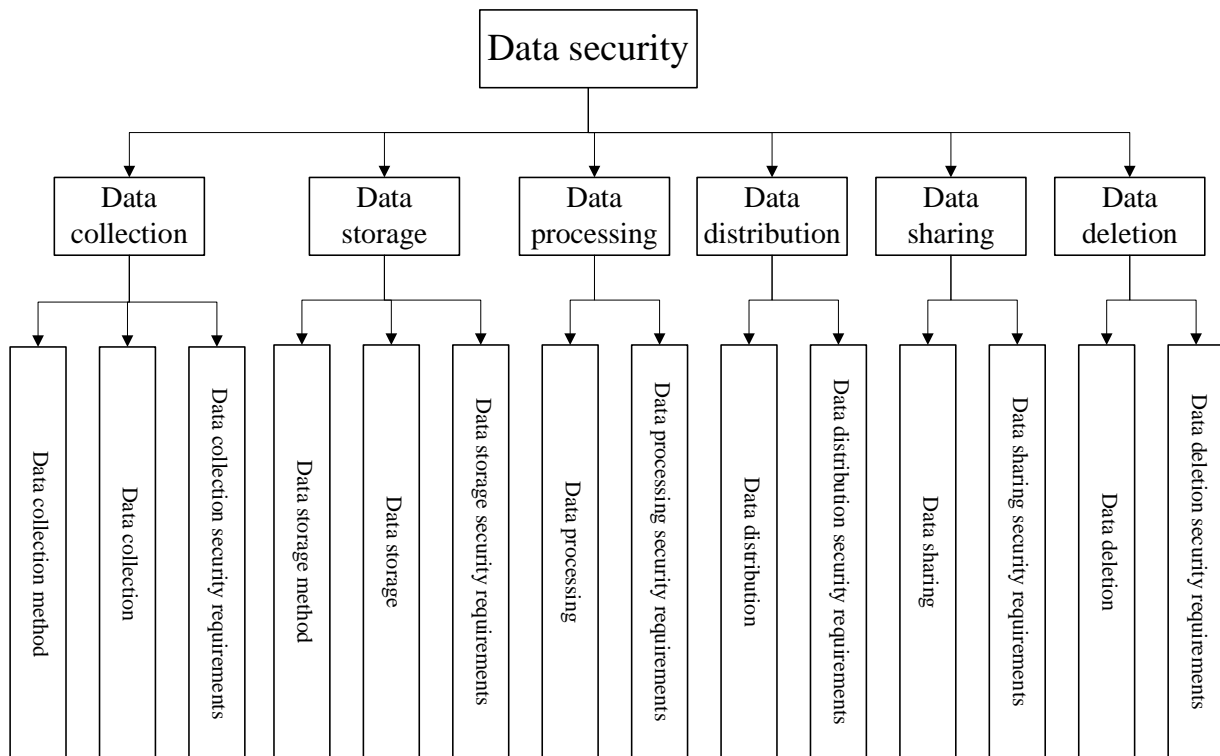 Data security
Data
collection
Data
storage
Data
processing
Data
distribution
Data
sharing
Data
deletion
Data collection method
Data collection
Data collection security requirements
Data storage method
Data storage
Data storage security requirements
Data processing
Data processing security requirements
Data distribution
Data distribution security requirements
Data sharing
Data sharing security requirements
Data deletion
Data deletion security requirements